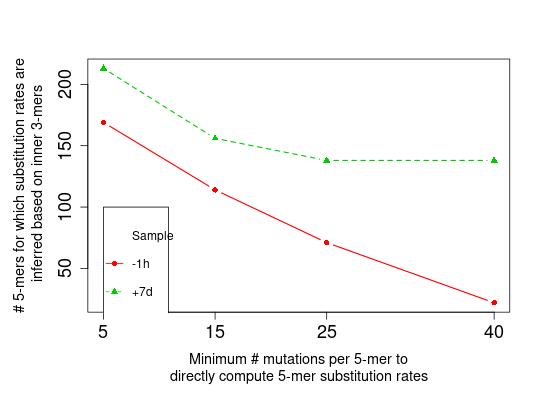 # 5-mers for which substitution rates are
inferred based on inner 3-mers
200
150
100
50
Sample
-1h
+7d
5 15 25 40
Minimum # mutations per 5-mer to
directly compute 5-mer substitution rates